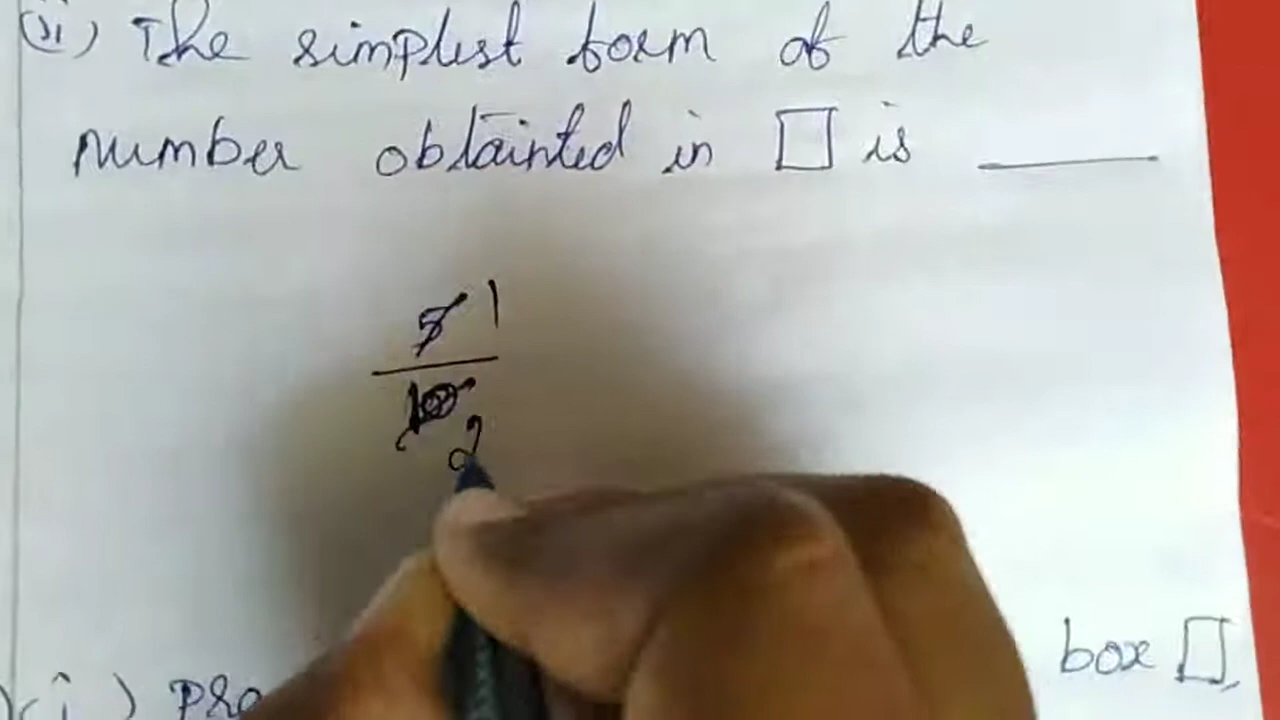 (ii) The simplest form of the
number obtainted in □ is ____
5 1
10
2
box □,
(i) pro